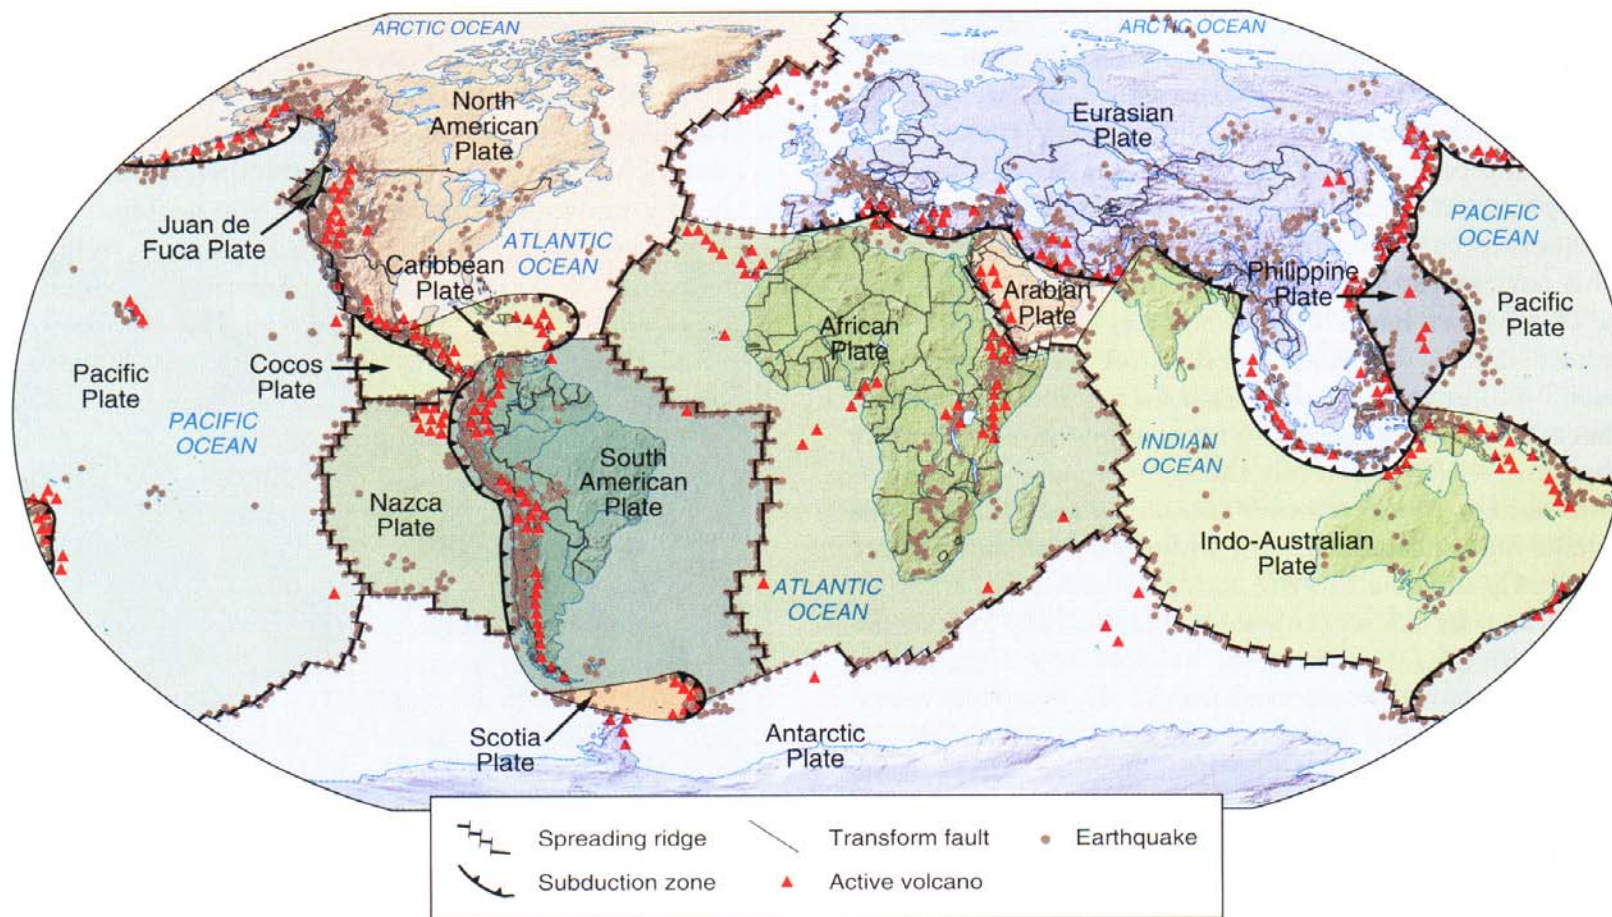 ARCTIC OCEAN
ARCTIC OCEAN
North
American
Plate
Eurasian
Plate
Juan de
Fuca Plate
ATLANTIC
OCEAN
PACIFIC
OCEAN
Caribbean
Plate
Philippine
Plate
Arabian
Plate
Pacific
Plate
African
Plate
Cocos
Plate
Pacific
Plate
PACIFIC
OCEAN
INDIAN
OCEAN
South
American
Plate
Nazca
Plate
Indo-Australian
Plate
ATLANTIC
OCEAN
Scotia
Plate
Antarctic
Plate
Spreading ridge
Transform fault
Earthquake
Subduction zone
Active volcano